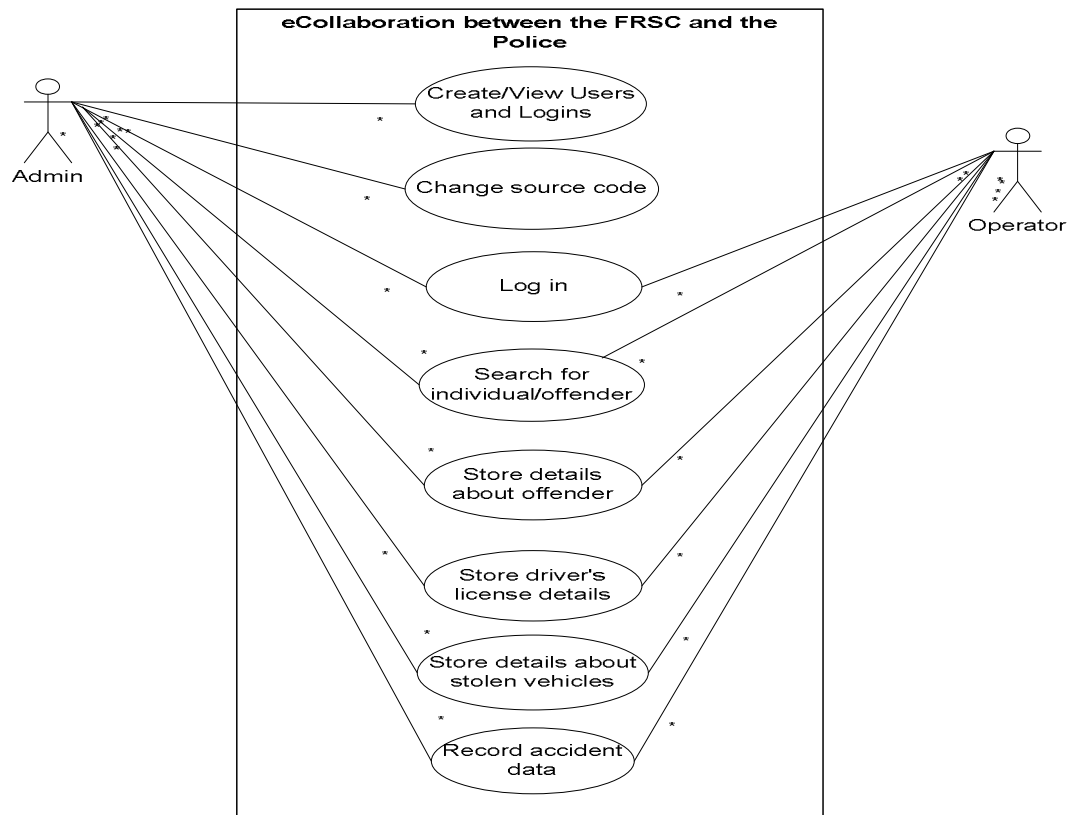 eCollaboration between the FRSC and the
Police
Create/View Users
and Logins
Admin
Change source code
Operator
Log in
Search for
individual/offender
Store details
about offender
Store driver's
license details
Store details about
stolen vehicles
Record accident
data